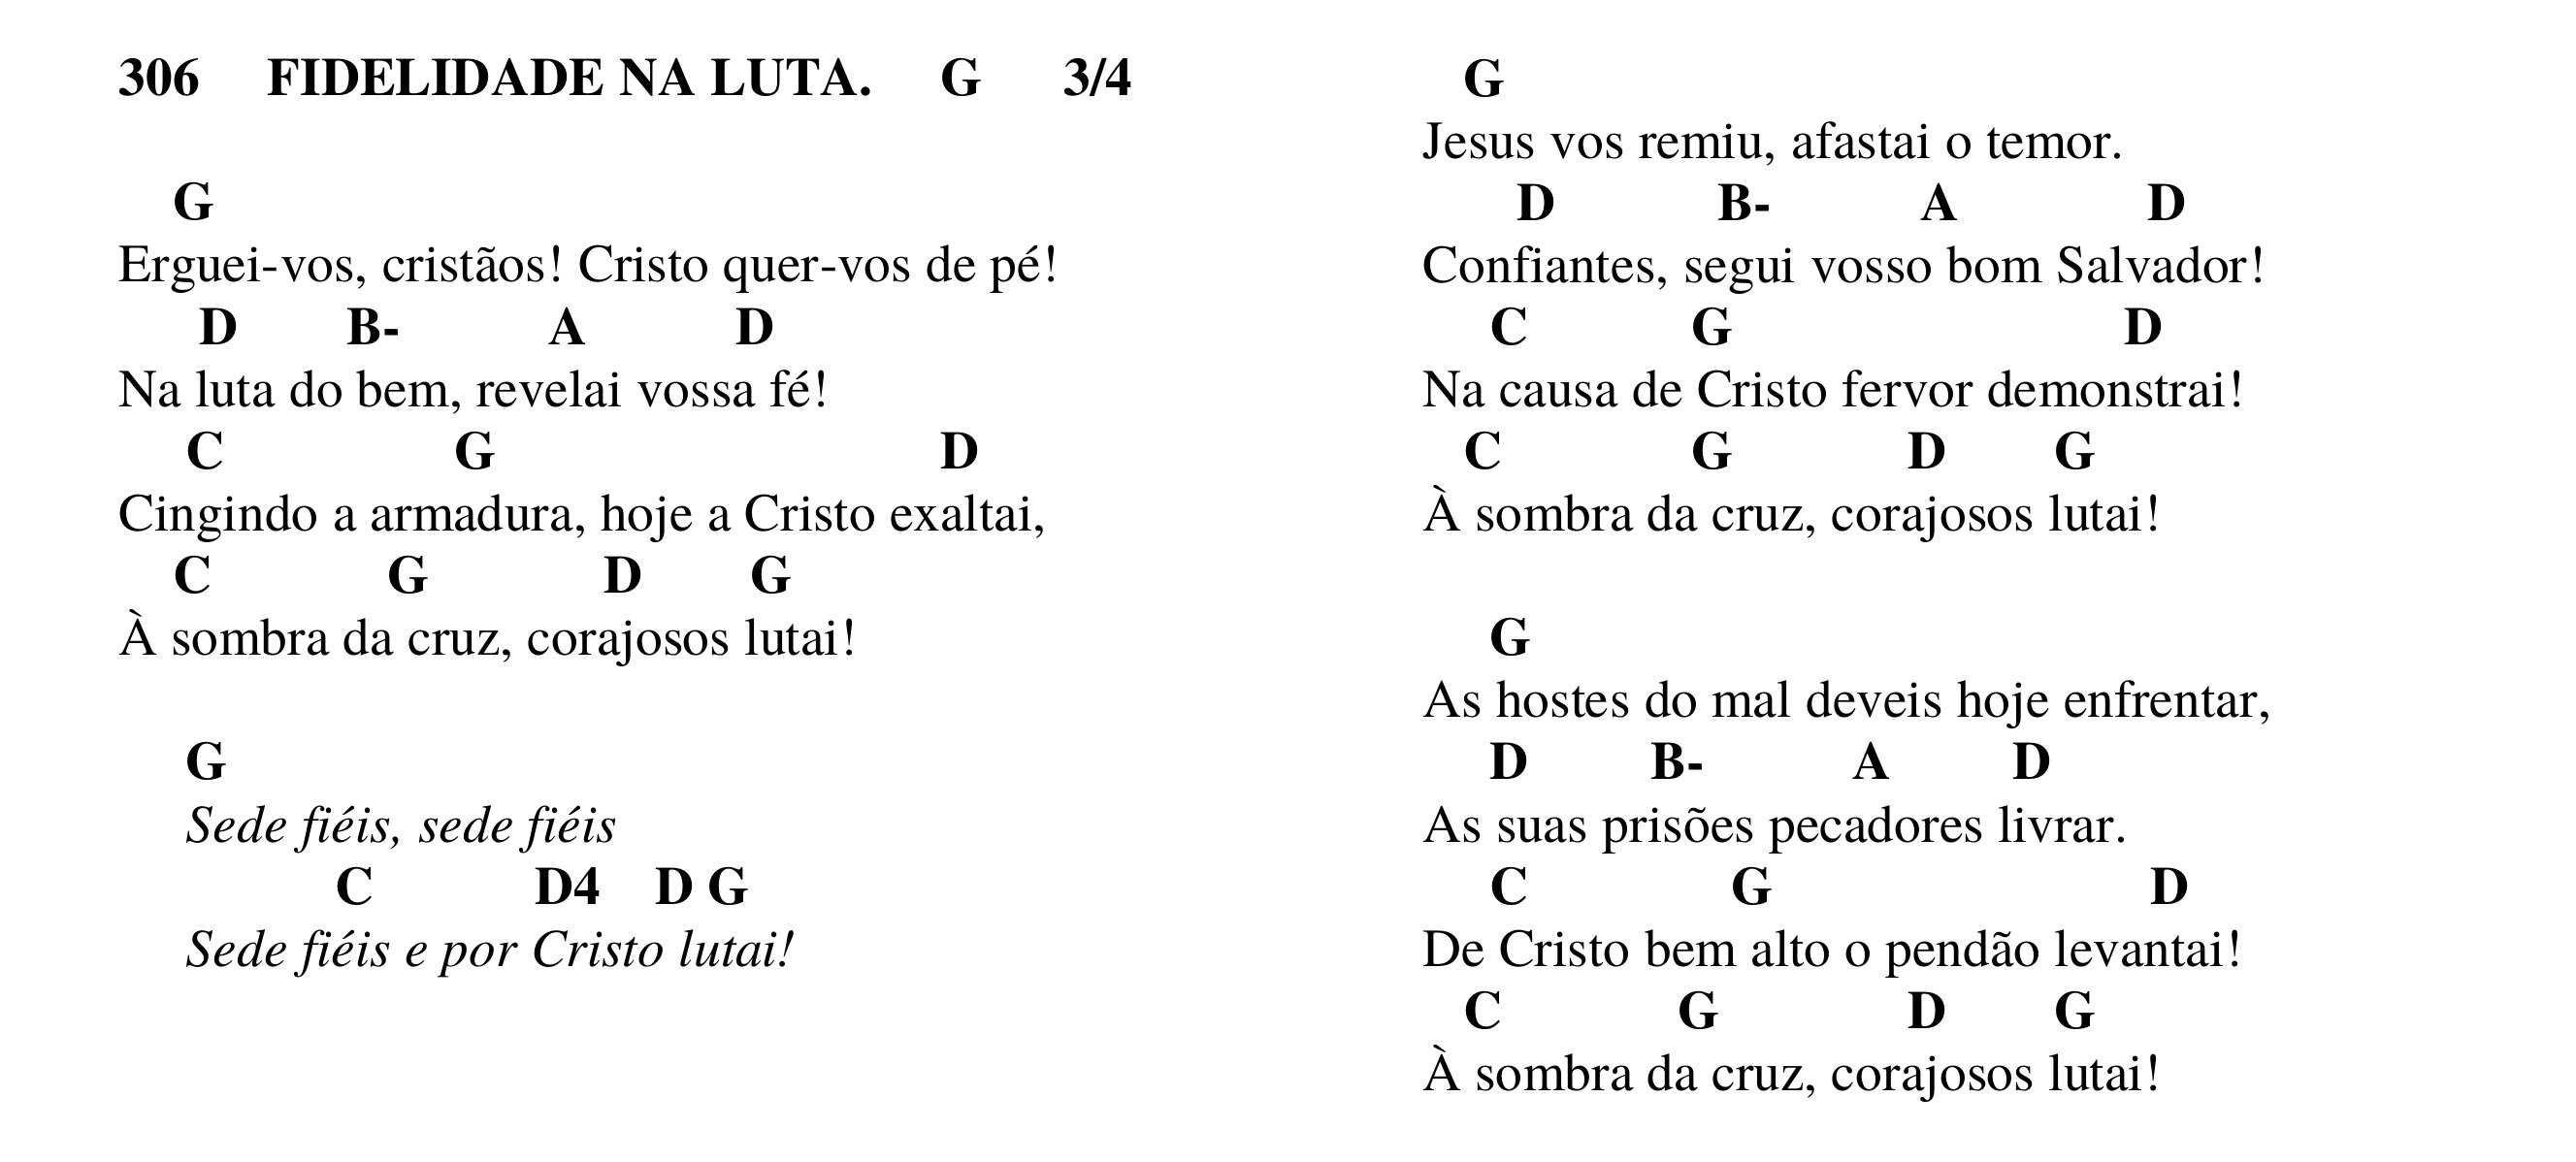 306 FIDELIDADE NA LUTA. G 3/4
G
Erguei-vos, cristãos! Cristo quer-vos de pé!
D B- A D
Na luta do bem, revelai vossa fé!
C G D
Cingindo a armadura, hoje a Cristo exaltai,
C G D G
À sombra da cruz, corajosos lutai!
G
Sede fiéis, sede fiéis
C D4 D G
Sede fiéis e por Cristo lutai!
G
Jesus vos remiu, afastai o temor.
D B- A D
Confiantes, segui vosso bom Salvador!
C G D
Na causa de Cristo fervor demonstrai!
C G D G
À sombra da cruz, corajosos lutai!
G
As hostes do mal deveis hoje enfrentar,
D B- A D
As suas prisões pecadores livrar.
C G D
De Cristo bem alto o pendão levantai!
C G D G
À sombra da cruz, corajosos lutai!